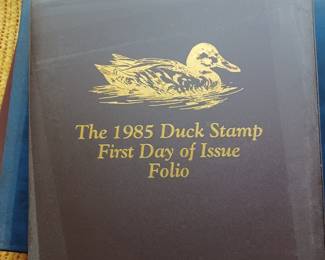 The 1985 Duck Stamp
First Day of Issue
Folio